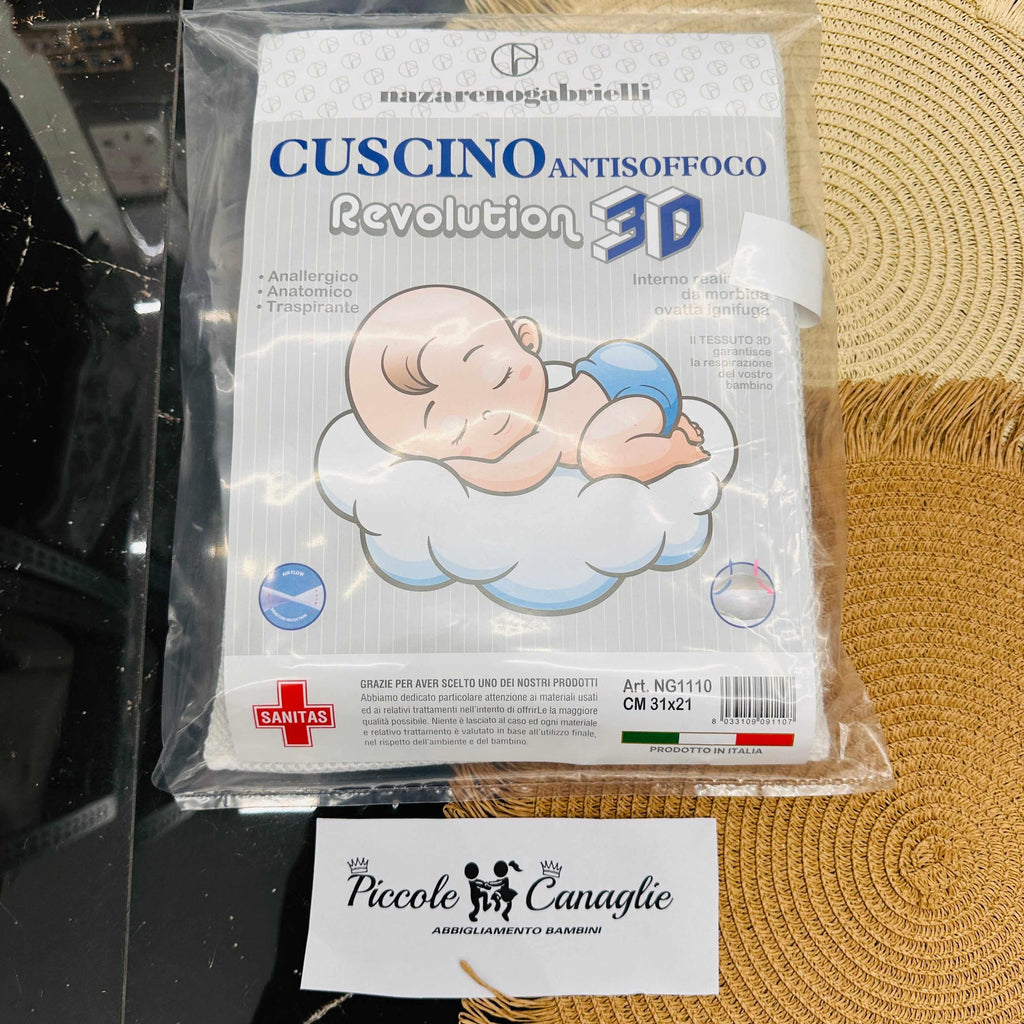 nazarenogabrielli
CUSCINO ANTISOFFOCO
Revolution 3D
• Anallergico
• Anatomico
• Traspirante
Interno reali
da morbida
ovatta ignifuga
Il TESSUTO 3D
garantisce
la respirazione
del vostro
bambino
AIR FLOW
SANITAS
GRAZIE PER AVER SCELTO UNO DEI NOSTRI PRODOTTI
Abbiamo dedicato particolare attenzione ai materiali usati
ed ai relativi trattamenti nell'intento di offrirLe la maggiore
qualità possibile. Niente è lasciato al caso ed ogni materiale
e relativo trattamento è valutato in base all'utilizzo finale,
nel rispetto dell'ambiente e del bambino.
Art. NG1110
CM 31x21
8 033109 091107
PRODOTTO IN ITALIA
Piccole Canaglie
ABBIGLIAMENTO BAMBINI